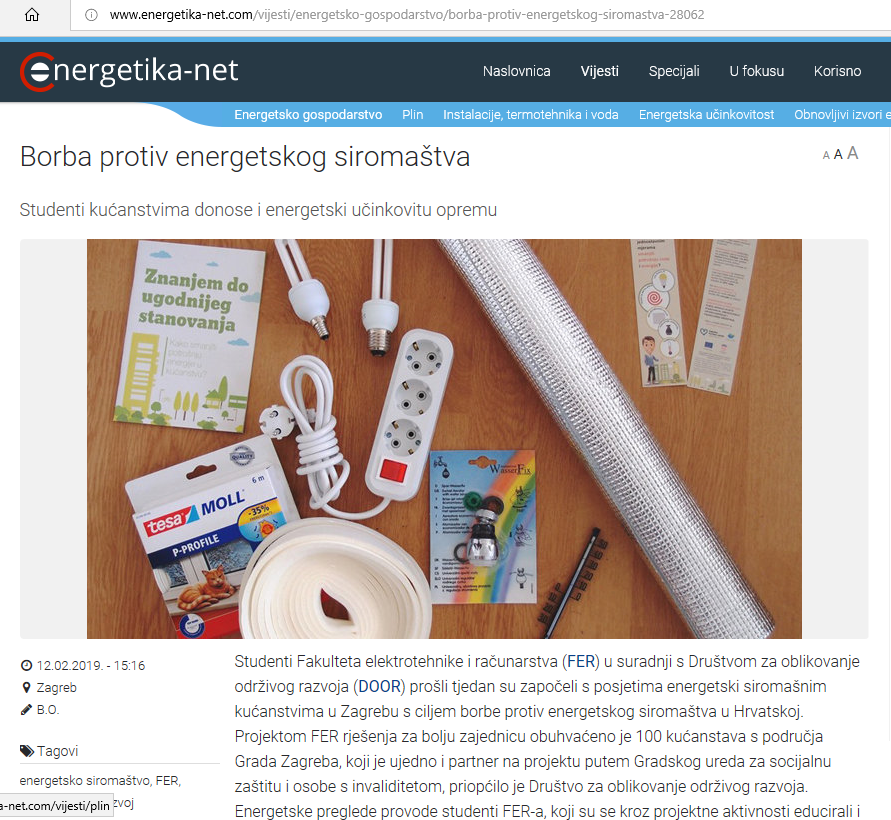 www.energetika-net.com/vijesti/energetsko-gospodarstvo/borba-protiv-energetskog-siromastva-28062
energetika-net
Naslovnica Vijesti Specijali U fokusu Korisno
Energetsko gospodarstvo Plin Instalacije, termotehnika i voda Energetska učinkovitost Obnovljivi izvori e
Borba protiv energetskog siromaštva
A A A
Studenti kućanstvima donose i energetski učinkovitu opremu
Znanjem do
ugodnijeg
stanovanja
Kako smanjiti
potrošnju
energije u
kućanstvu?
QUALITY
6 m
tesa MOLL
-35%
P-PROFILE
WasserFix
12.02.2019. - 15:16
Zagreb
B.O.
Tagovi
energetsko siromaštvo, FER,
zvoj
a-net.com/vijesti/plin
Studenti Fakulteta elektrotehnike i računarstva (FER) u suradnji s Društvom za oblikovanje
održivog razvoja (DOOR) prošli tjedan su započeli s posjetima energetski siromašnim
kućanstvima u Zagrebu s ciljem borbe protiv energetskog siromaštva u Hrvatskoj.
Projektom FER rješenja za bolju zajednicu obuhvaćeno je 100 kućanstava s područja
Grada Zagreba, koji je ujedno i partner na projektu putem Gradskog ureda za socijalnu
zaštitu i osobe s invaliditetom, priopćilo je Društvo za oblikovanje održivog razvoja.
Energetske preglede provode studenti FER-a, koji su se kroz projektne aktivnosti educirali i